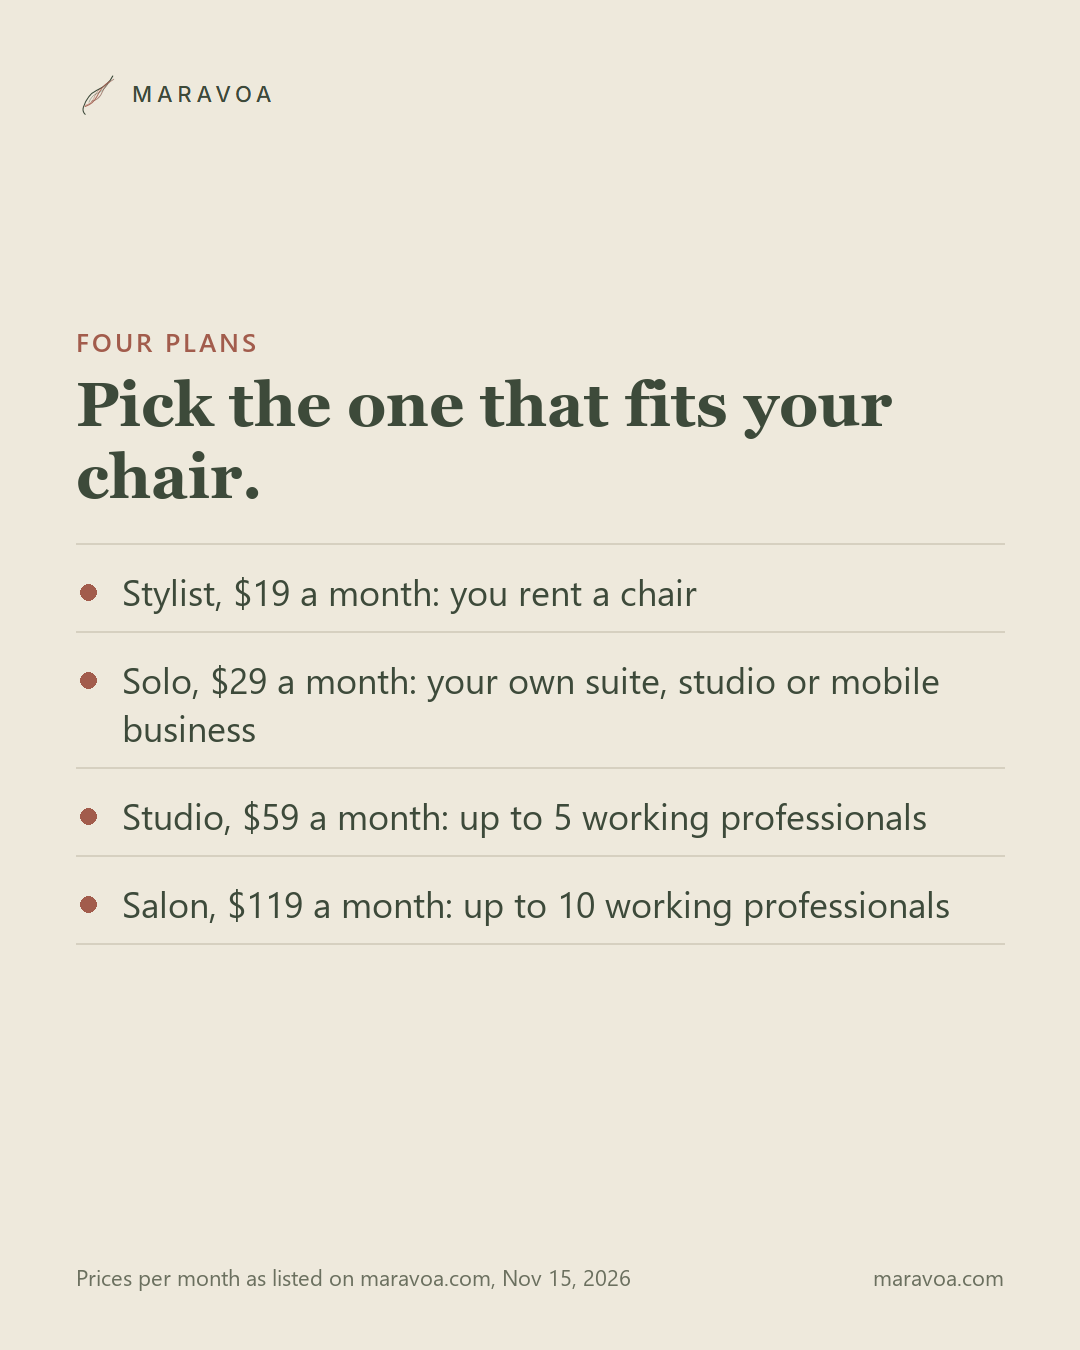 MARAVOA
FOUR PLANS
Pick the one that fits your
chair.
Stylist, $19 a month: you rent a chair
Solo, $29 a month: your own suite, studio or mobile
business
Studio, $59 a month: up to 5 working professionals
Salon, $119 a month: up to 10 working professionals
Prices per month as listed on maravoa.com, Nov 15, 2026
maravoa.com